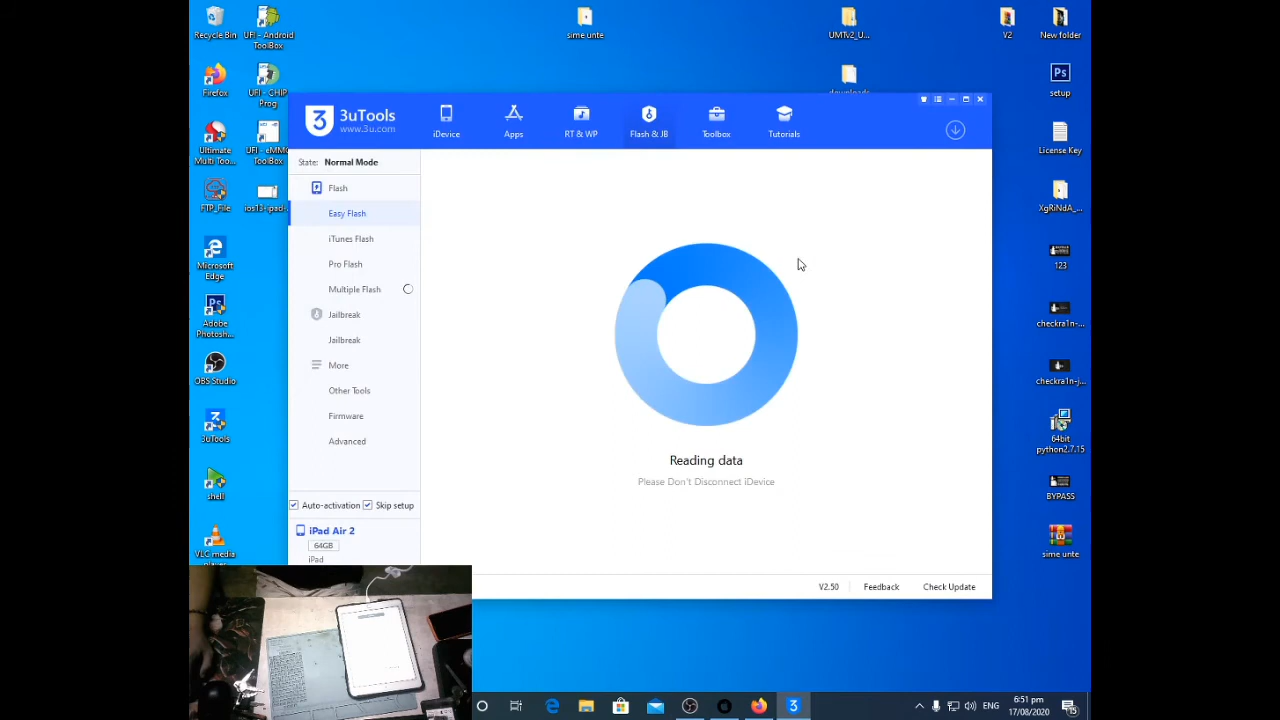 Recycle Bin
UFI - Android
ToolBox
sime unte
UMTv2_U...
V2
New folder
Firefox
UFI - CHIP
Prog
downloads
setup
Ultimate
Multi Too...
UFI - eMMC
ToolBox
License Key
FTP_File
ios13-ipad-
XgRiNdA_...
Microsoft
Edge
123
Adobe
Photosh...
checkra1n-...
OBS Studio
checkra1n-j...
3uTools
64bit
python2.7.15
shell
BYPASS
VLC media
sime unte
3
3uTools
www.3u.com
iDevice
Apps
RT & WP
Flash & JB
Toolbox
Tutorials
State: Normal Mode
Flash
Easy Flash
iTunes Flash
Pro Flash
Multiple Flash
Jailbreak
Jailbreak
More
Other Tools
Firmware
Advanced
Auto-activation
Skip setup
iPad Air 2
64GB
iPad
Reading data
Please Don't Disconnect iDevice
V2.50
Feedback
Check Update
ENG
6:51 pm
17/08/2020
15